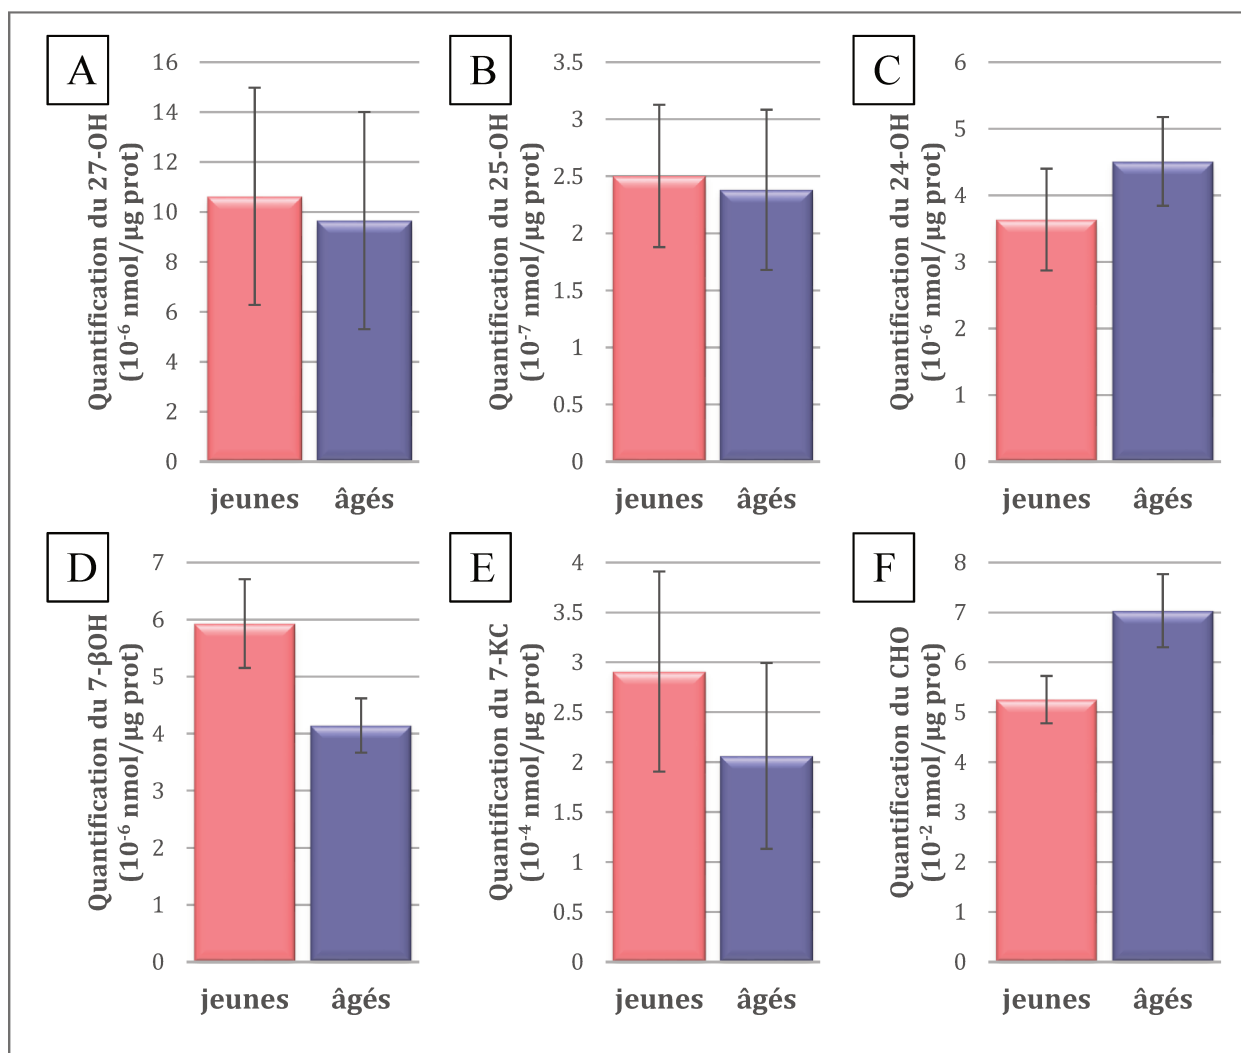 A
Quantification du 27-OH
(10⁻⁶ nmol/µg prot)
16
14
12
10
8
6
4
2
0
jeunes âgés
B
Quantification du 25-OH
(10⁻⁷ nmol/µg prot)
3.5
3
2.5
2
1.5
1
0.5
0
jeunes âgés
C
Quantification du 24-OH
(10⁻⁶ nmol/µg prot)
6
5
4
3
2
1
0
jeunes âgés
D
Quantification du 7-βOH
(10⁻⁶ nmol/µg prot)
7
6
5
4
3
2
1
0
jeunes âgés
E
Quantification du 7-KC
(10⁻⁴ nmol/µg prot)
4
3.5
3
2.5
2
1.5
1
0.5
0
jeunes âgés
F
Quantification du CHO
(10⁻² nmol/µg prot)
8
7
6
5
4
3
2
1
0
jeunes âgés